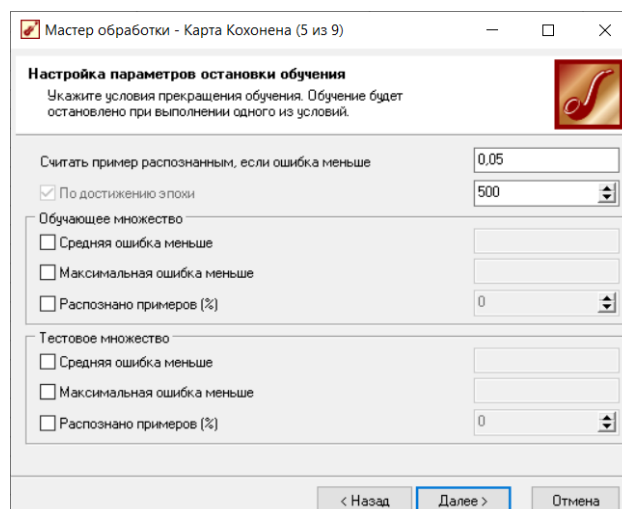 Мастер обработки - Карта Кохонена (5 из 9)
Настройка параметров остановки обучения
Укажите условия прекращения обучения. Обучение будет
остановлено при выполнении одного из условий.
Считать пример распознанным, если ошибка меньше 0,05
По достижению эпохи 500
Обучающее множество
Средняя ошибка меньше
Максимальная ошибка меньше
Распознано примеров (%) 0
Тестовое множество
Средняя ошибка меньше
Максимальная ошибка меньше
Распознано примеров (%) 0
< Назад Далее > Отмена